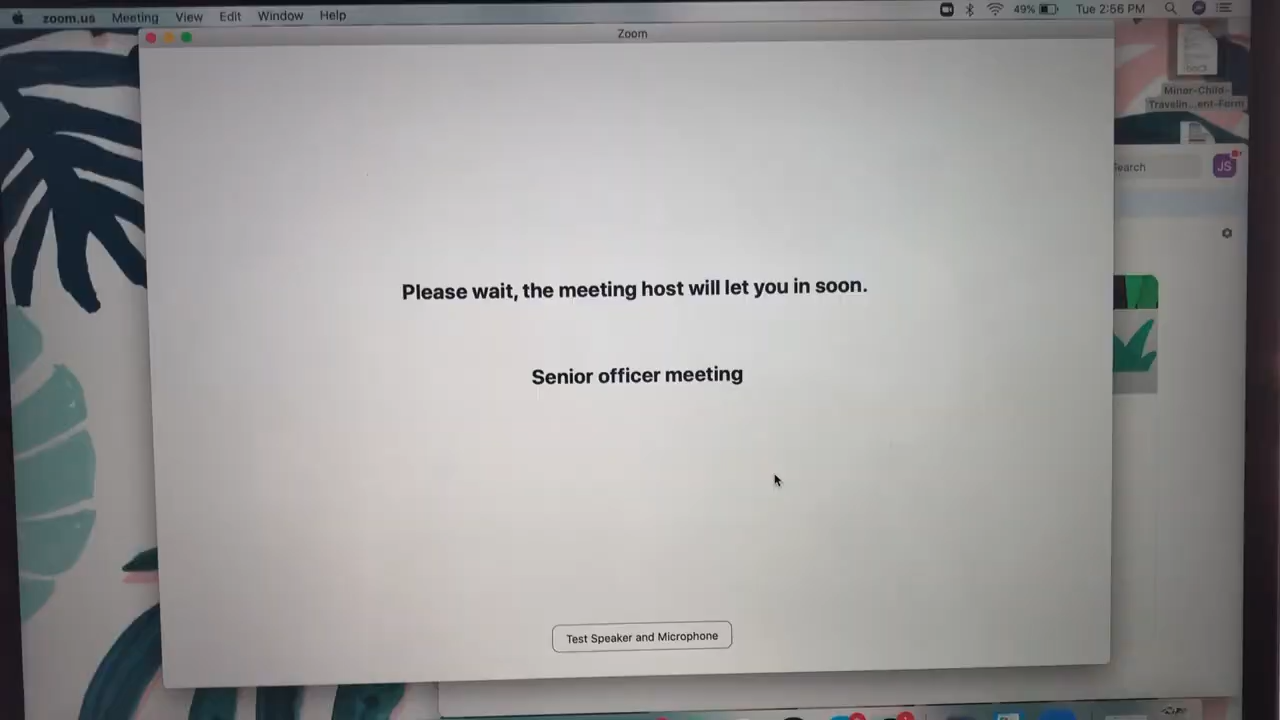 zoom.us Meeting View Edit Window Help 49% Tue 2:56 PM
Zoom
Minor-Child-
Travelin...ent-Form
earch JS
Please wait, the meeting host will let you in soon.
Senior officer meeting
Test Speaker and Microphone